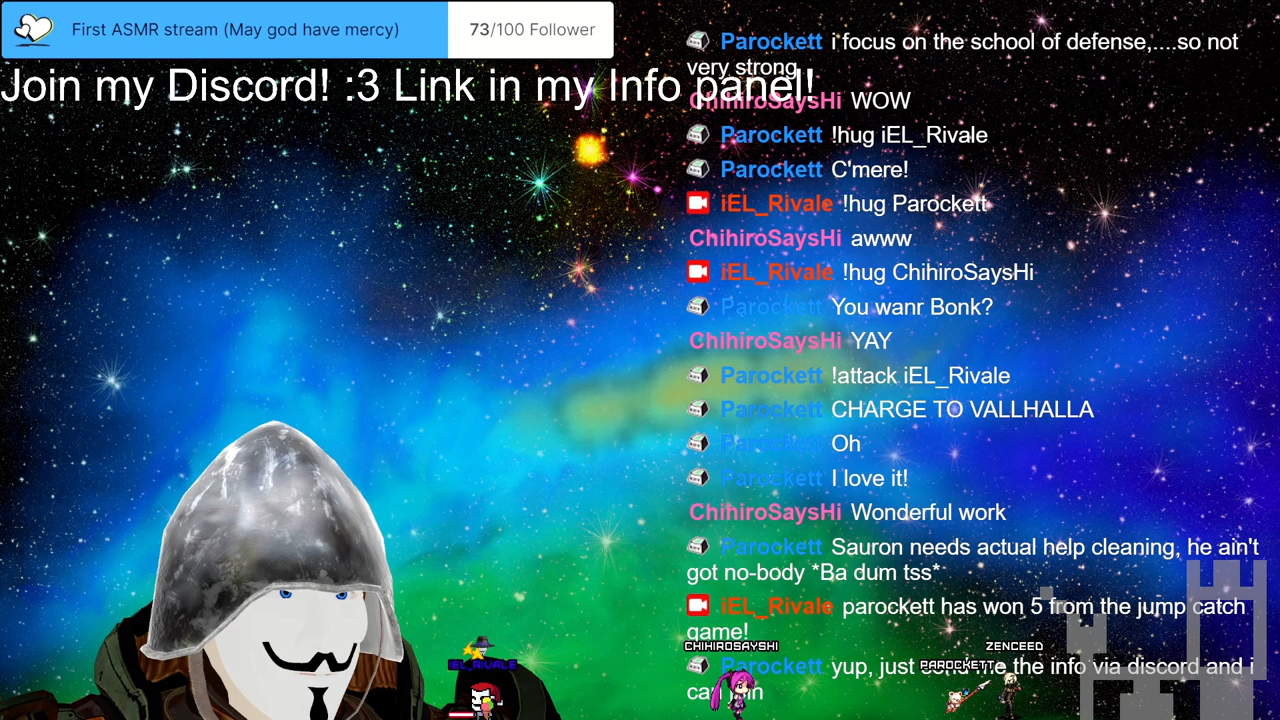 First ASMR stream (May god have mercy) 73/100 Follower
Join my Discord! :3 Link in my Info panel!
Parockett i focus on the school of defense,....so not
very strong
ChihiroSaysHi WOW
Parockett !hug iEL_Rivale
Parockett C'mere!
iEL_Rivale !hug Parockett
ChihiroSaysHi awww
iEL_Rivale !hug ChihiroSaysHi
Parockett You wanr Bonk?
ChihiroSaysHi YAY
Parockett !attack iEL_Rivale
Parockett CHARGE TO VALLHALLA
Parockett Oh
Parockett I love it!
ChihiroSaysHi Wonderful work
Parockett Sauron needs actual help cleaning, he ain't
got no-body *Ba dum tss*
iEL_Rivale parockett has won 5 from the jump catch
game!
CHIHIROSAYSHI
ZENCEED
IEL_RIVALE
PAROCKETT
Parockett yup, just me the info via discord and i